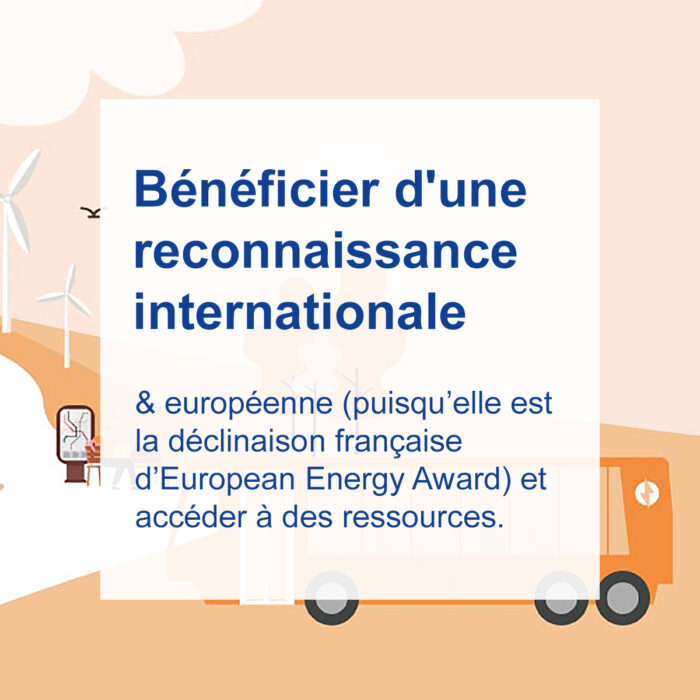 Bénéficier d'une
reconnaissance
internationale
& européenne (puisqu’elle est
la déclinaison française
d’European Energy Award) et
accéder à des ressources.